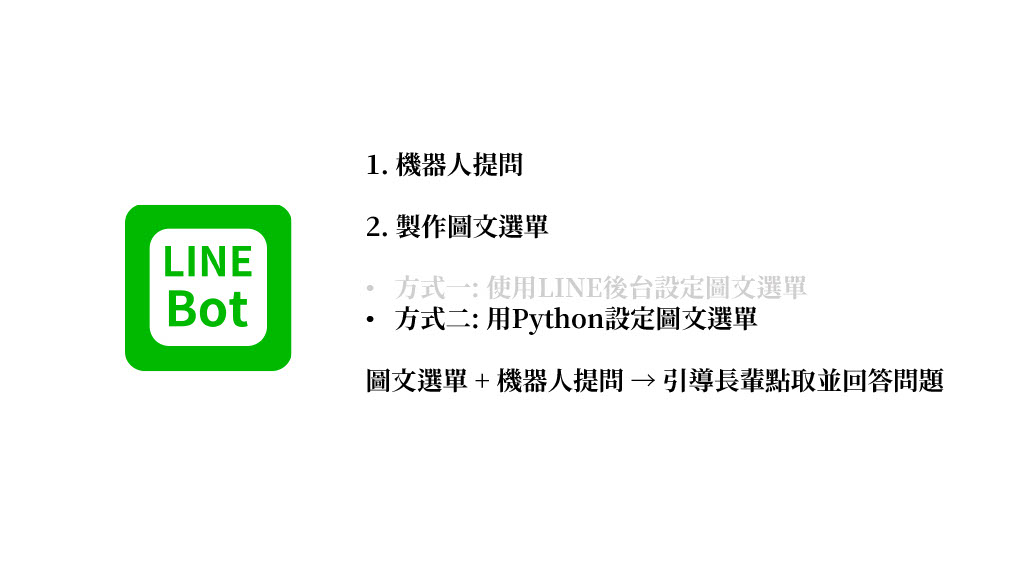 LINE
Bot
1. 機器人提問
2. 製作圖文選單
• 方式一: 使用LINE後台設定圖文選單
• 方式二: 用Python設定圖文選單
圖文選單 + 機器人提問 → 引導長輩點取並回答問題